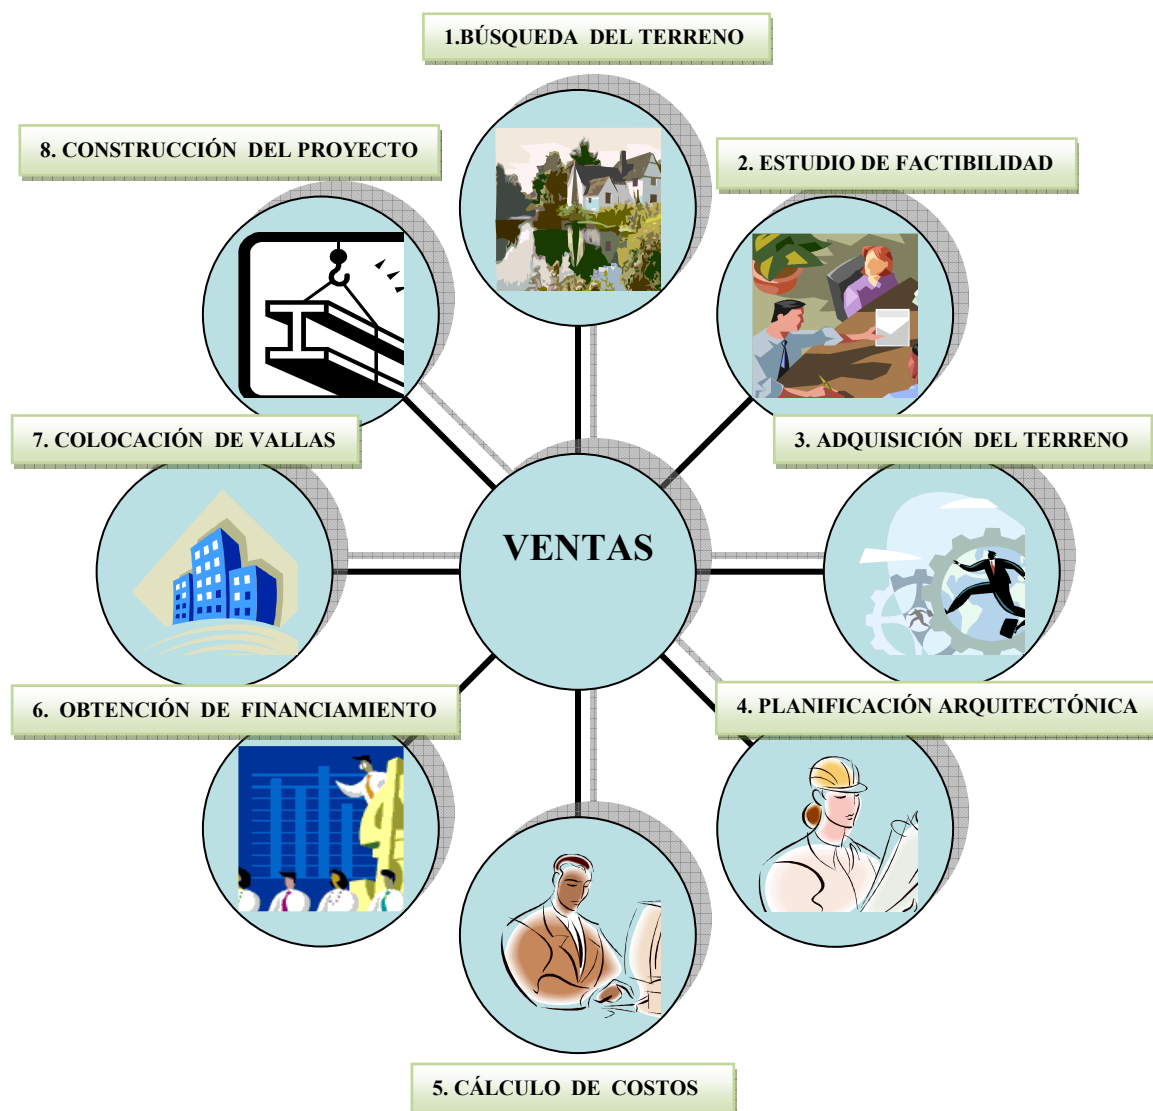 1.BÚSQUEDA DEL TERRENO
2. ESTUDIO DE FACTIBILIDAD
3. ADQUISICIÓN DEL TERRENO
4. PLANIFICACIÓN ARQUITECTÓNICA
5. CÁLCULO DE COSTOS
6. OBTENCIÓN DE FINANCIAMIENTO
7. COLOCACIÓN DE VALLAS
8. CONSTRUCCIÓN DEL PROYECTO
VENTAS